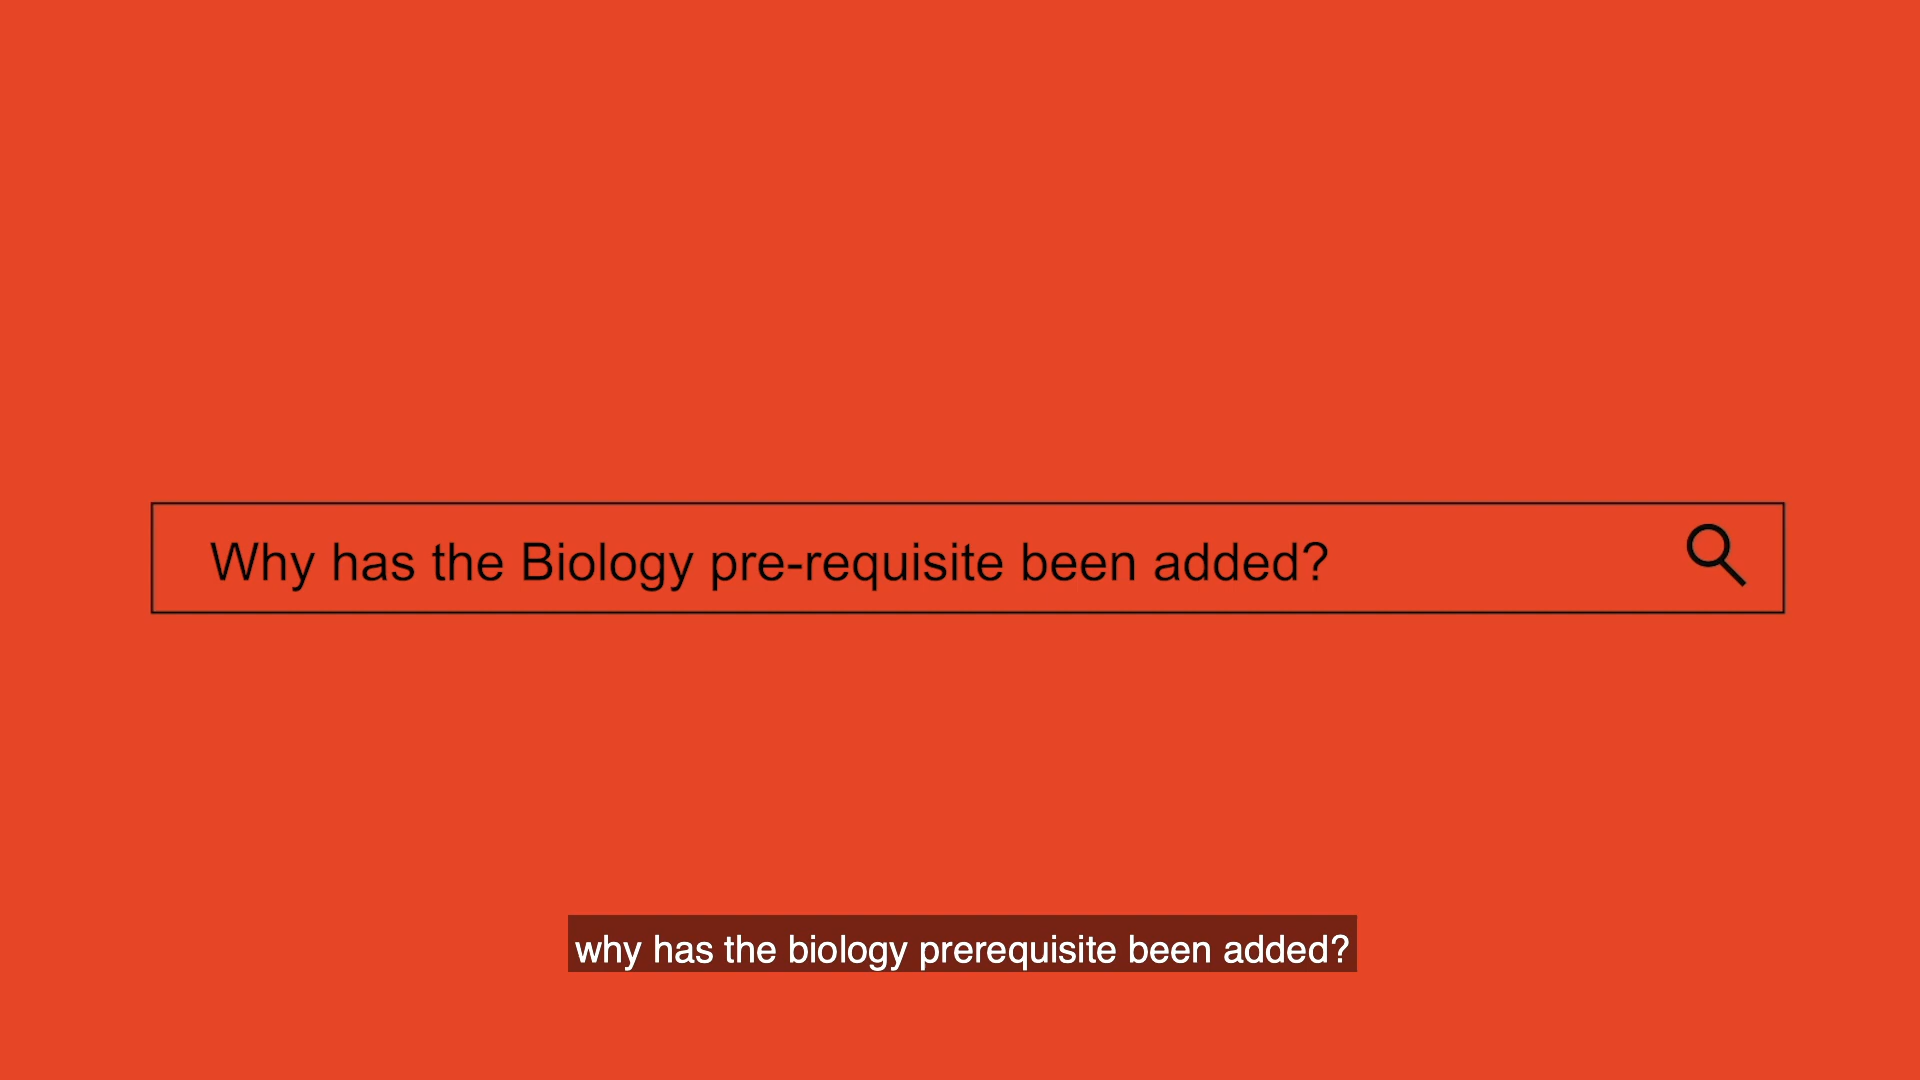 Why has the Biology pre-requisite been added?
why has the biology prerequisite been added?